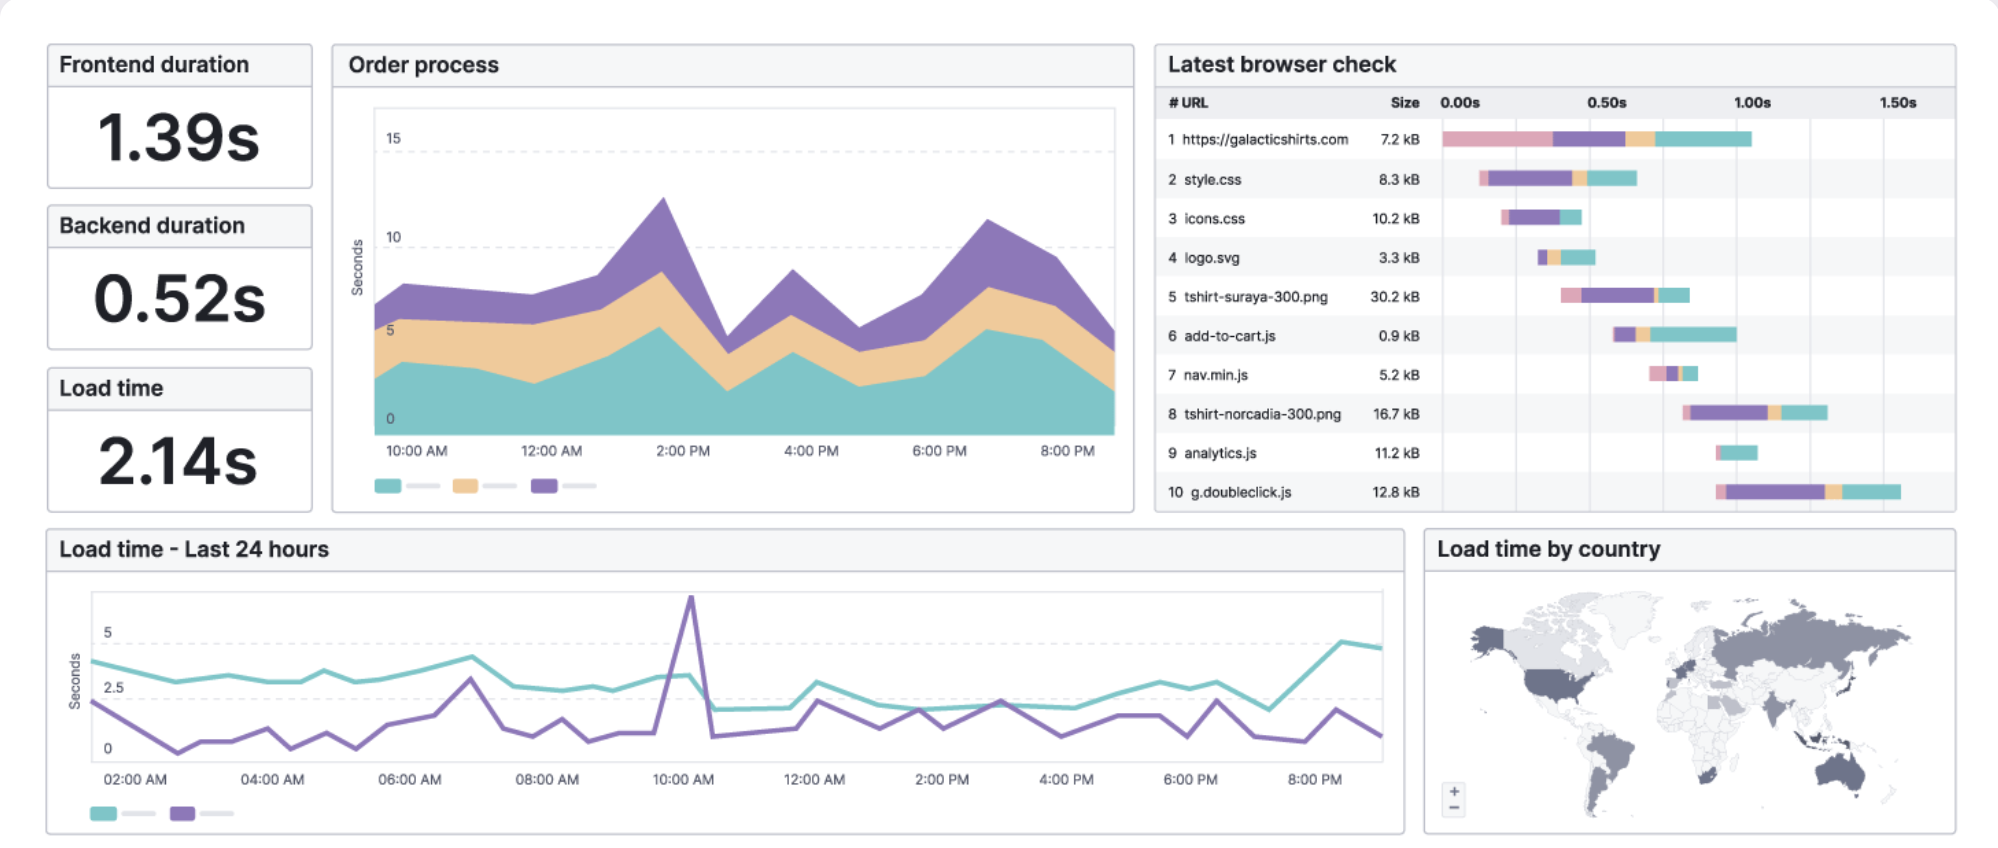 Frontend duration
1.39s
Backend duration
0.52s
Load time
2.14s
Order process
Seconds
15
10
5
0
10:00 AM 12:00 AM 2:00 PM 4:00 PM 6:00 PM 8:00 PM
Latest browser check
# URL Size 0.00s 0.50s 1.00s 1.50s
1 https://galacticshirts.com 7.2 kB
2 style.css 8.3 kB
3 icons.css 10.2 kB
4 logo.svg 3.3 kB
5 tshirt-suraya-300.png 30.2 kB
6 add-to-cart.js 0.9 kB
7 nav.min.js 5.2 kB
8 tshirt-norcadia-300.png 16.7 kB
9 analytics.js 11.2 kB
10 g.doubleclick.js 12.8 kB
Load time - Last 24 hours
Seconds
5
2.5
0
02:00 AM 04:00 AM 06:00 AM 08:00 AM 10:00 AM 12:00 AM 2:00 PM 4:00 PM 6:00 PM 8:00 PM
Load time by country
+
−